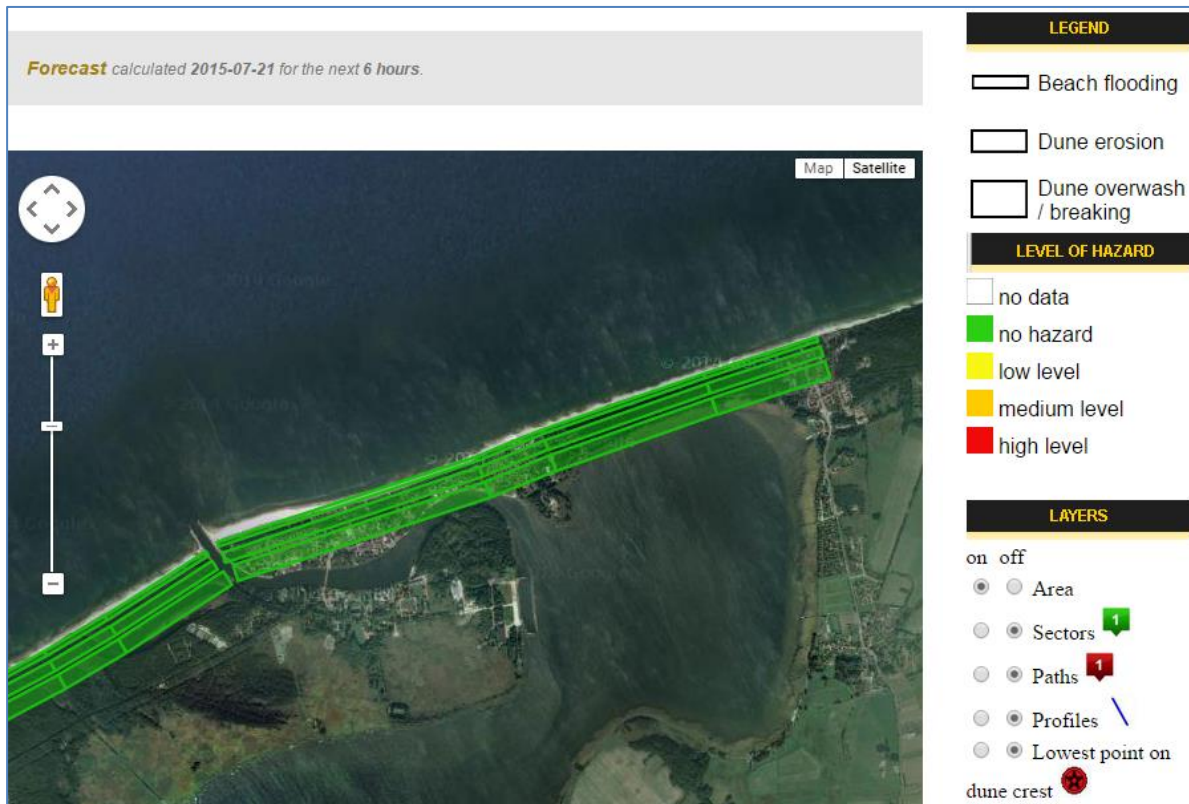 Forecast calculated 2015-07-21 for the next 6 hours.
Map Satellite
LEGEND
Beach flooding
Dune erosion
Dune overwash
/ breaking
LEVEL OF HAZARD
no data
no hazard
low level
medium level
high level
LAYERS
on off
Area
Sectors 1
Paths 1
Profiles
Lowest point on
dune crest